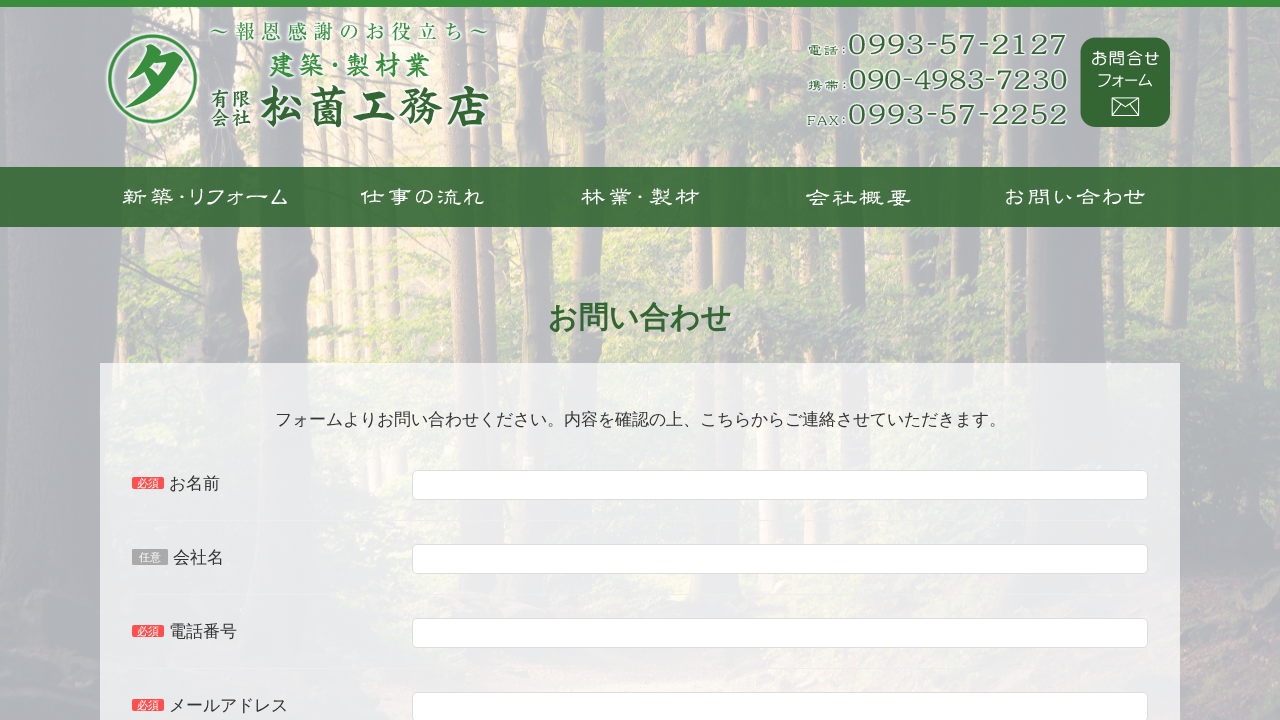 ～報恩感謝のお役立ち～
夕
建築・製材業
有限会社 松薗工務店
電話：0993-57-2127
携帯：090-4983-7230
FAX：0993-57-2252
お問合せ
フォーム
新築・リフォーム 仕事の流れ 林業・製材 会社概要 お問い合わせ
お問い合わせ
フォームよりお問い合わせください。内容を確認の上、こちらからご連絡させていただきます。
必須 お名前
任意 会社名
必須 電話番号
必須 メールアドレス